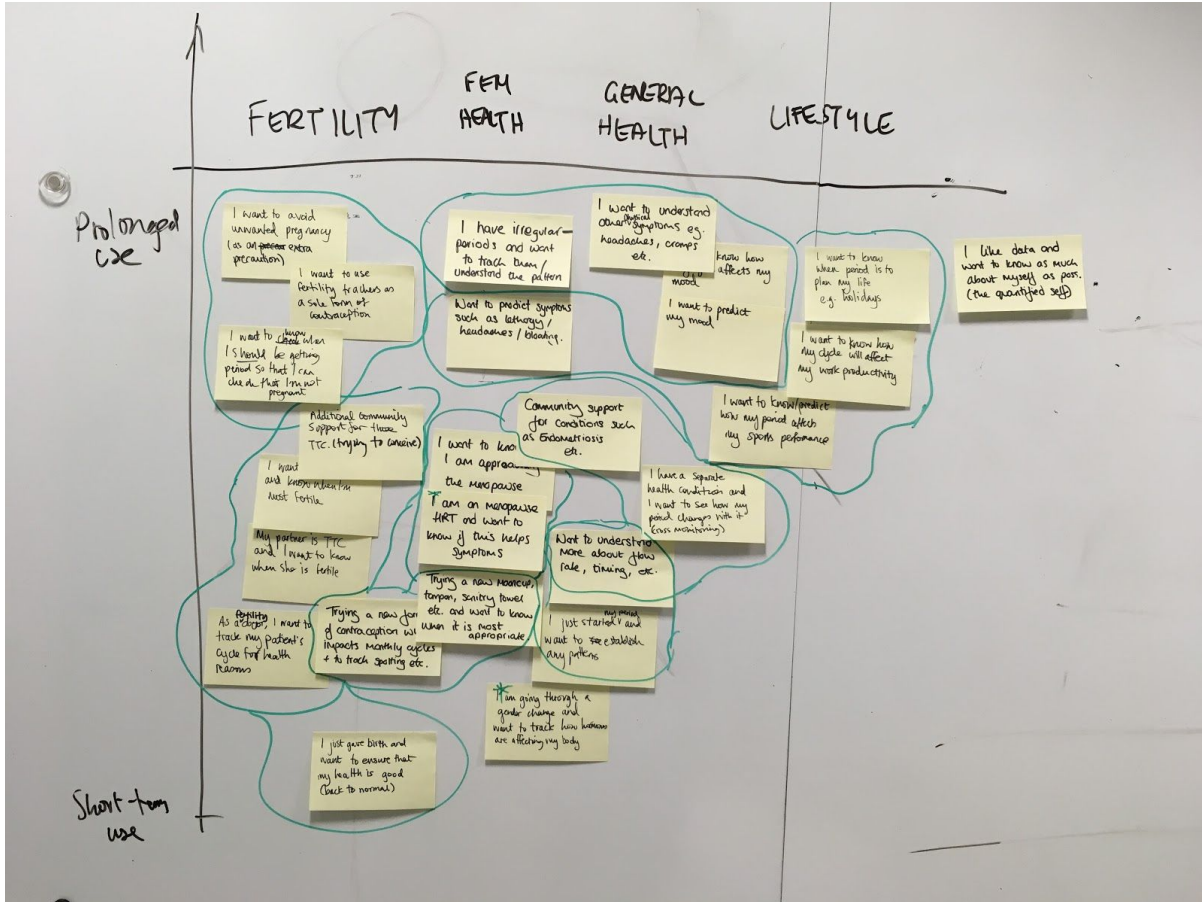 FERTILITY
FEM
HEALTH
GENERAL
HEALTH
LIFESTYLE
Prolonged
use
I want to avoid
unwanted pregnancy
(as an extra
precaution)
I want to use
fertility trackers as
a sole form of
contraception
I want to know when
I should be getting
period so that I can
check that I'm not
pregnant
I have irregular
periods and want
to track them/
understand the pattern
Want to predict symptoms
such as lethargy/
headaches/bloating.
I want to understand
other physical symptoms eg.
headaches, cramps
etc.
know how
affects my
mood
I want to predict
my mood
I want to know
when period is to
plan my life
e.g. holidays
I want to know how
my cycle will affect
my work productivity
I want to know/predict
how my period affects
my sports performance
I like data and
want to know as much
about myself as poss.
(the quantified self)
Additional community
support for those
TTC. (trying to conceive)
I want
and know when I'm
most fertile
My partner is TTC
and I want to know
when she is fertile
As a doctor, I want to
track my patient's
cycle for health
reasons
Trying a new for
of contraception w
impacts monthly cycles
+ to track spotting etc.
I want to kno
I am approaching
the menopause
I am on menopause
HRT and want to
know if this helps
symptoms
Trying a new mooncup,
tampon, sanitry towel
etc. and want to know
when it is most
appropriate
Community support
for conditions such
as Endometriosis
etc.
I have a separate
health condition and
I want to see how my
period changes with it
(cross monitoring)
Want to understand
more about flow
rate, timing, etc.
I just started my period and
want to establish
any patterns
I am going through a
gender change and
want to track how hormones
are affecting my body
I just gave birth and
want to ensure that
my health is good
(back to normal)
Short-term
use